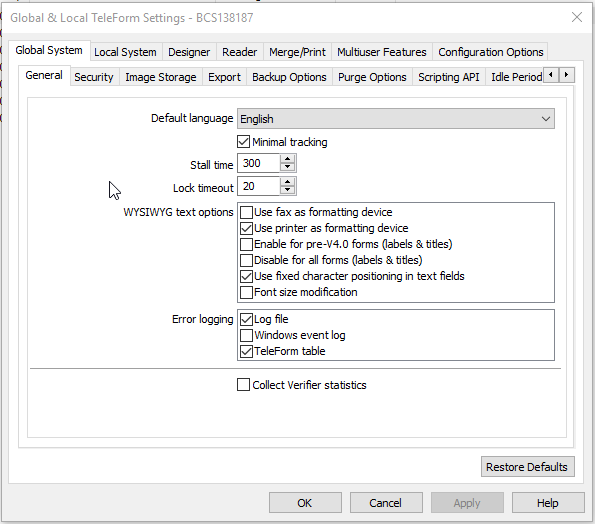 Global & Local TeleForm Settings - BCS138187
Global System Local System Designer Reader Merge/Print Multiuser Features Configuration Options
General Security Image Storage Export Backup Options Purge Options Scripting API Idle Period
Default language English
Minimal tracking
Stall time 300
Lock timeout 20
WYSIWYG text options Use fax as formatting device
Use printer as formatting device
Enable for pre-V4.0 forms (labels & titles)
Disable for all forms (labels & titles)
Use fixed character positioning in text fields
Font size modification
Error logging Log file
Windows event log
TeleForm table
Collect Verifier statistics
Restore Defaults
OK Cancel Apply Help